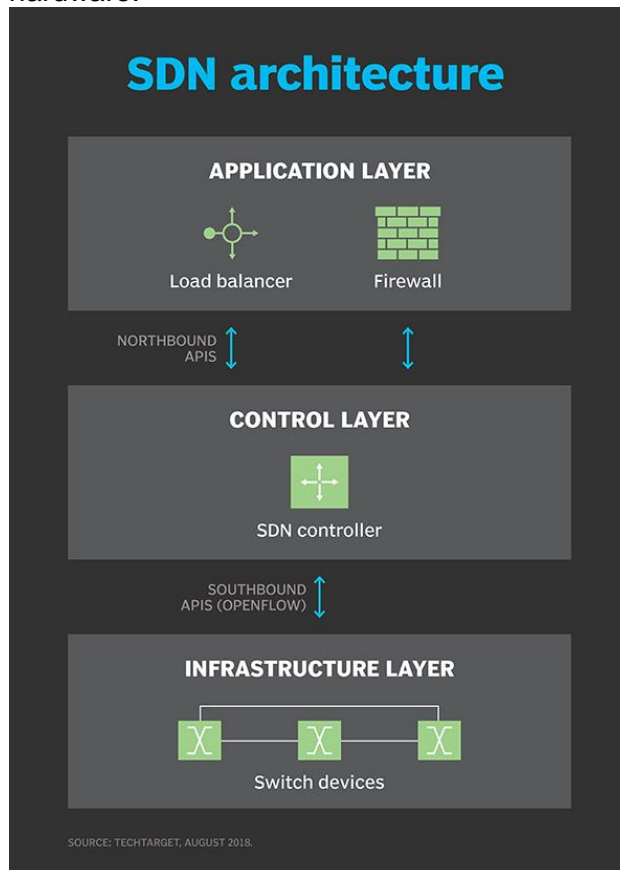 hardware.
SDN architecture
APPLICATION LAYER
Load balancer
Firewall
NORTHBOUND
APIS
CONTROL LAYER
SDN controller
SOUTHBOUND
APIS (OPENFLOW)
INFRASTRUCTURE LAYER
Switch devices
SOURCE: TECHTARGET, AUGUST 2018.